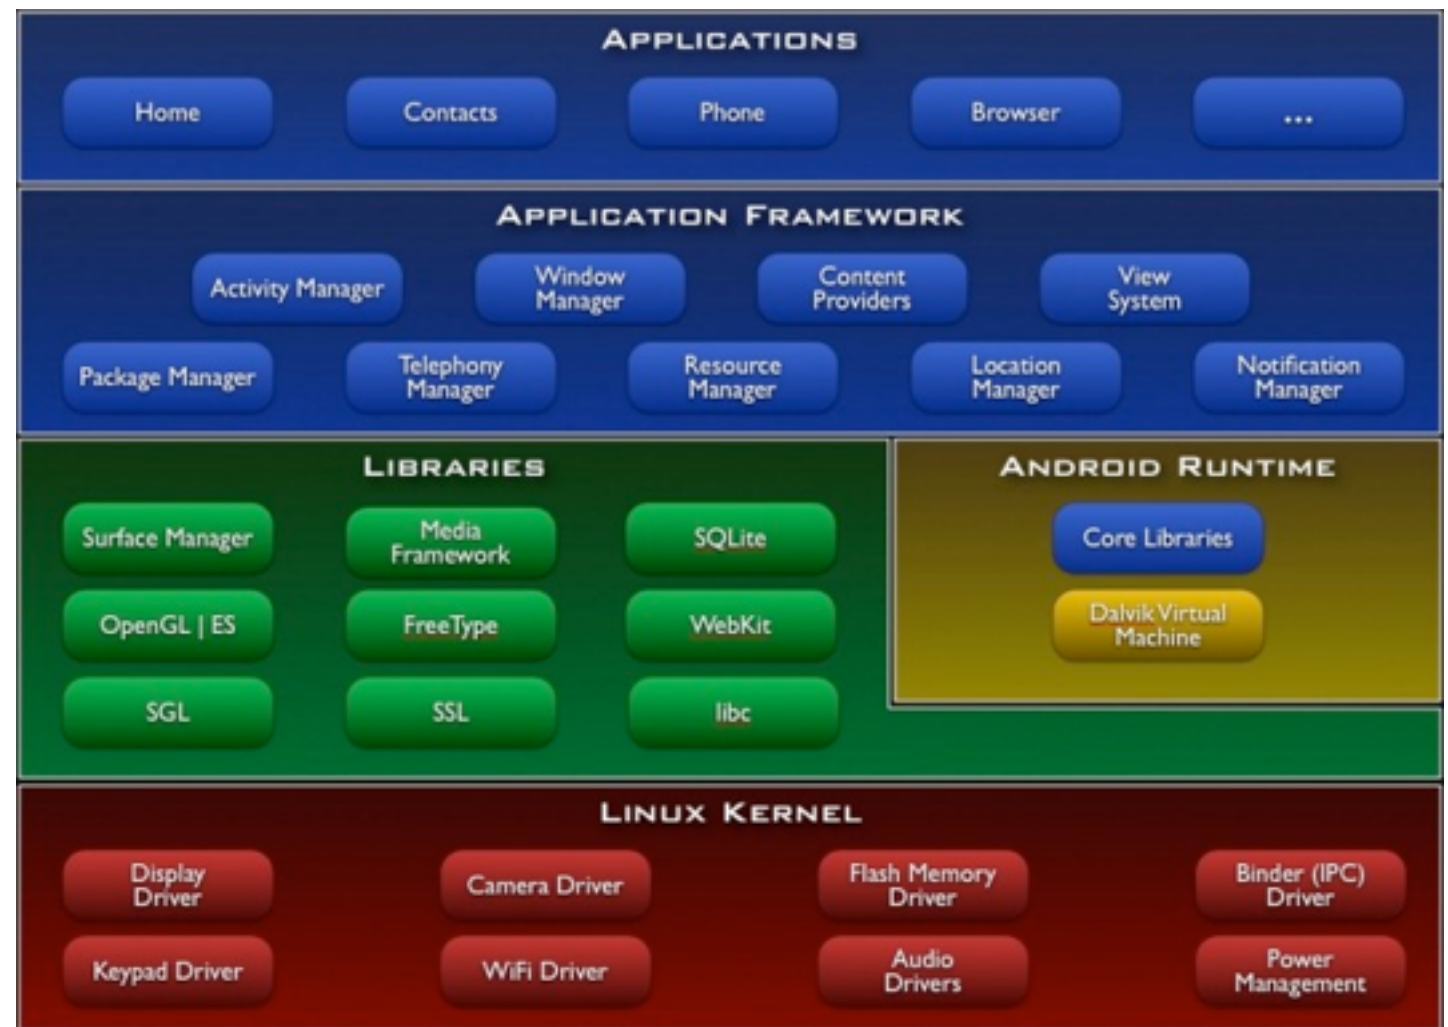 APPLICATIONS
Home
Contacts
Phone
Browser
...
APPLICATION FRAMEWORK
Activity Manager
Window
Manager
Content
Providers
View
System
Package Manager
Telephony
Manager
Resource
Manager
Location
Manager
Notification
Manager
LIBRARIES
Surface Manager
Media
Framework
SQLite
OpenGL | ES
FreeType
WebKit
SGL
SSL
libc
ANDROID RUNTIME
Core Libraries
Dalvik Virtual
Machine
LINUX KERNEL
Display
Driver
Camera Driver
Flash Memory
Driver
Binder (IPC)
Driver
Keypad Driver
WiFi Driver
Audio
Drivers
Power
Management